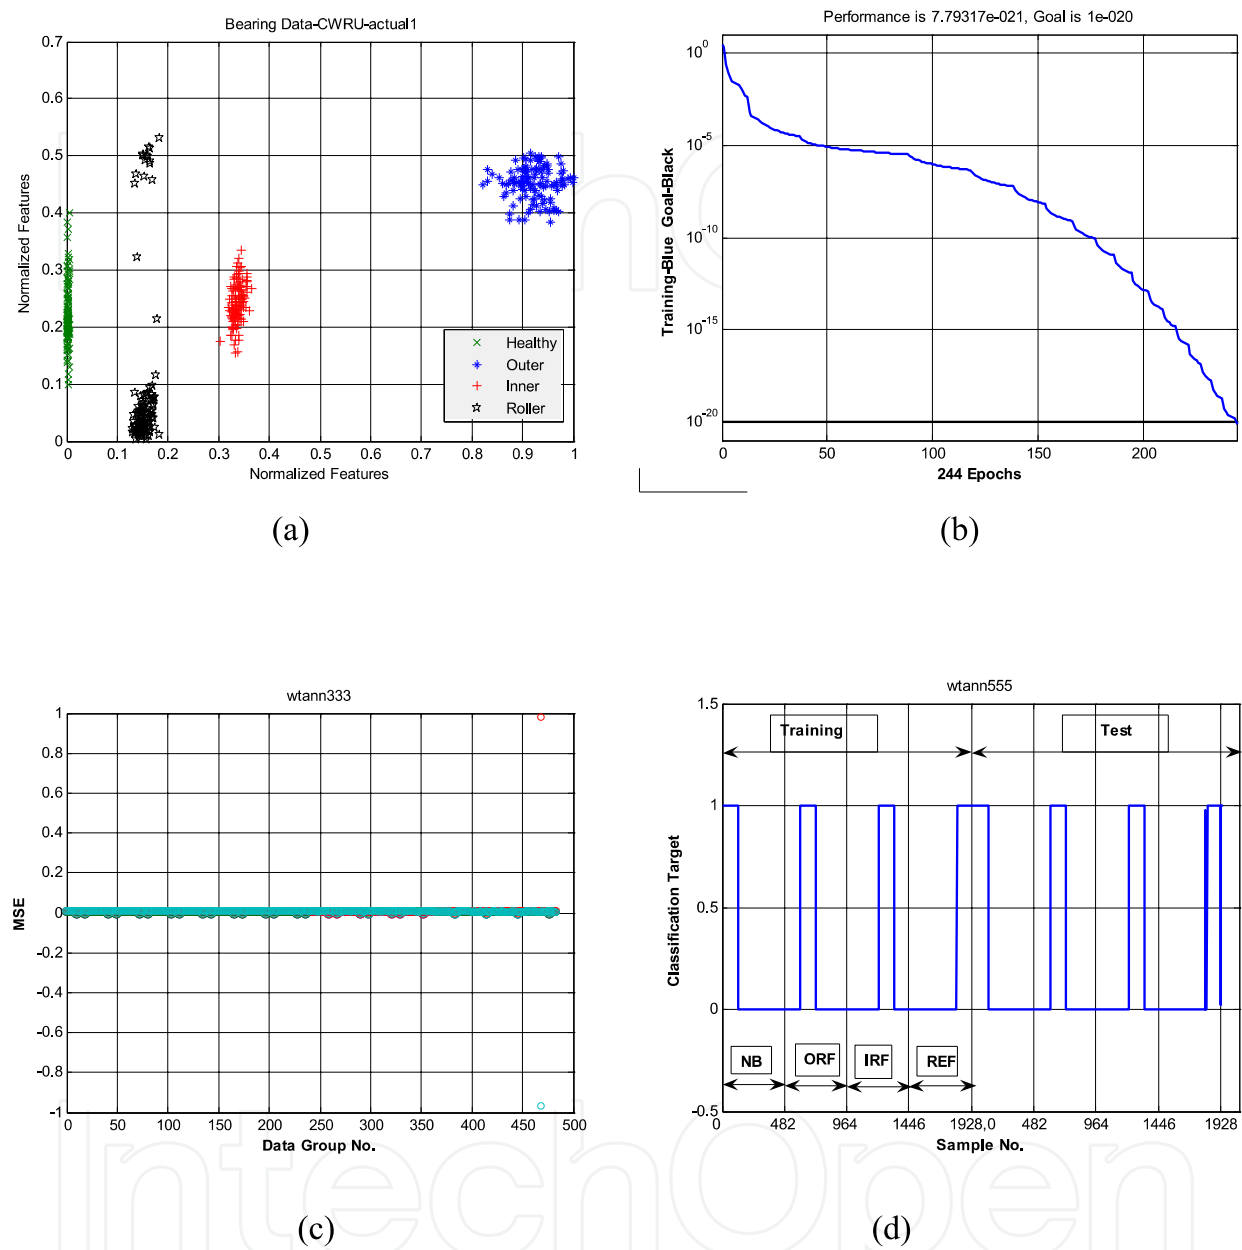 Bearing Data-CWRU-actual1
0.7
0.6
0.5
0.4
0.3
0.2
0.1
0
Normalized Features
Healthy
Outer
Inner
Roller
0 0.1 0.2 0.3 0.4 0.5 0.6 0.7 0.8 0.9 1
Normalized Features
(a)
Performance is 7.79317e-021, Goal is 1e-020
10^0
10^-5
10^-10
10^-15
10^-20
Training-Blue Goal-Black
0 50 100 150 200
244 Epochs
(b)
wtann333
1
0.8
0.6
0.4
0.2
0
-0.2
-0.4
-0.6
-0.8
-1
MSE
0 50 100 150 200 250 300 350 400 450 500
Data Group No.
(c)
wtann555
1.5
1
0.5
0
-0.5
Classification Target
Training
Test
NB
ORF
IRF
REF
0 482 964 1446 1928,0 482 964 1446 1928
Sample No.
(d)
IntechOpen